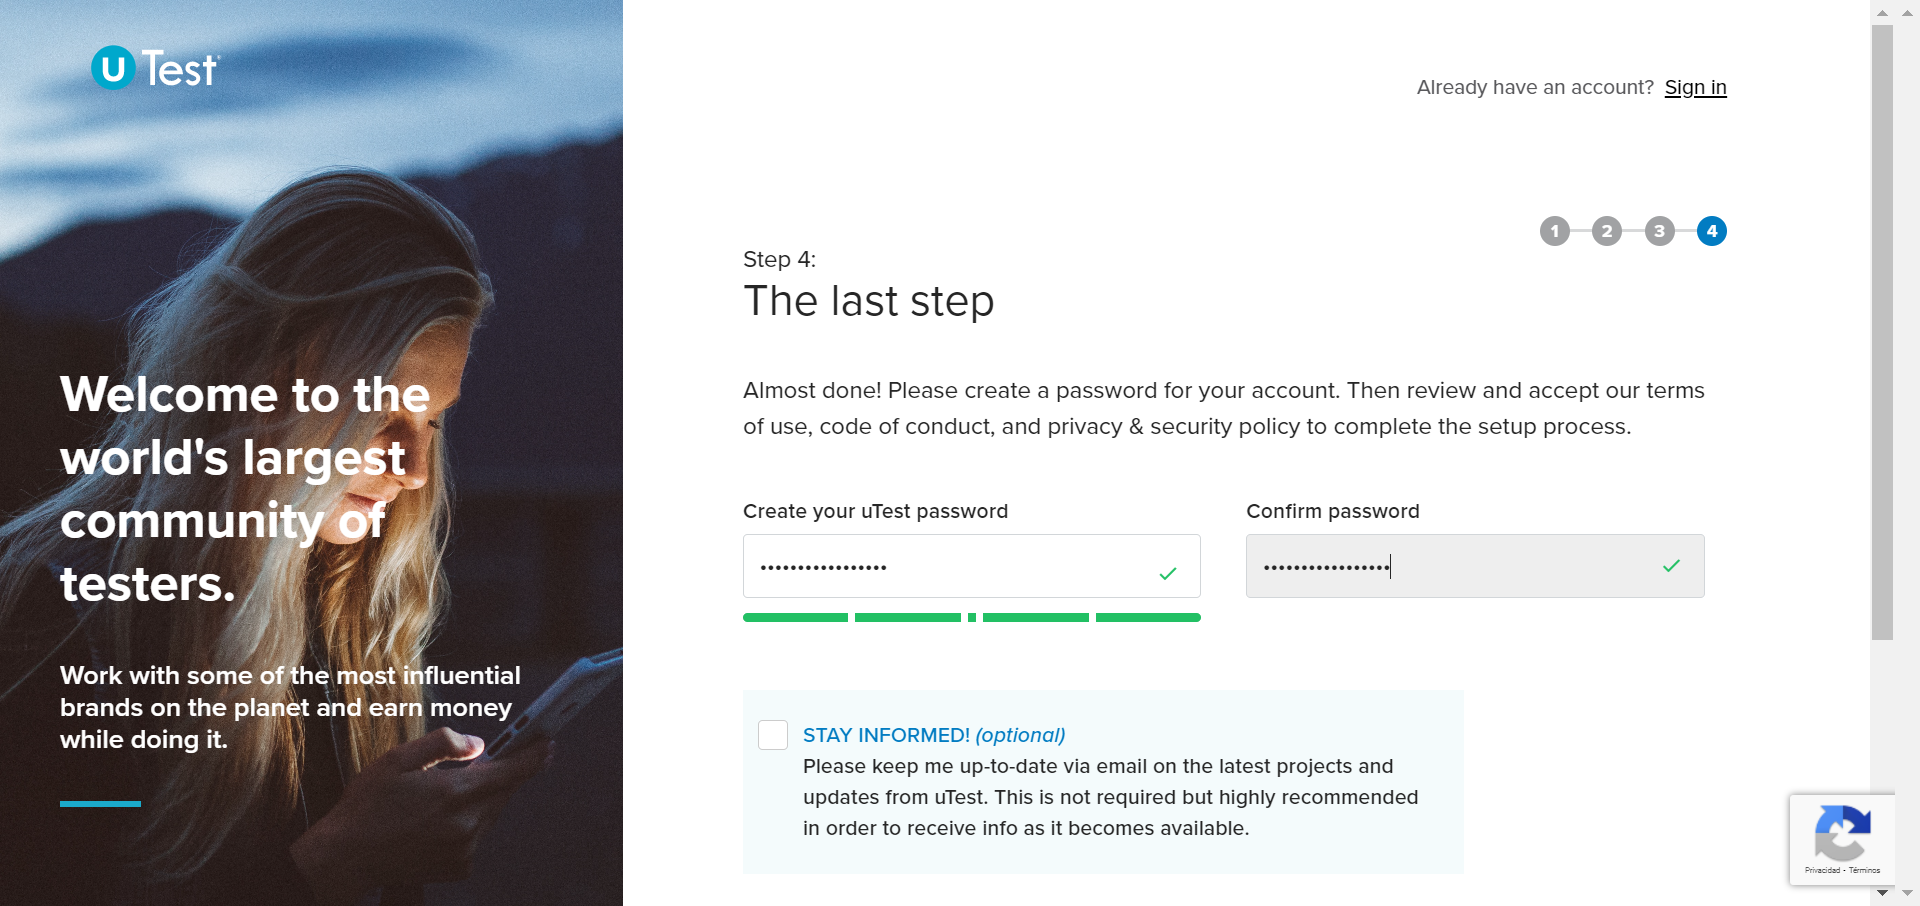 uTest
Already have an account? Sign in
1 2 3 4
Step 4:
The last step
Welcome to the
world's largest
community of
testers.
Work with some of the most influential
brands on the planet and earn money
while doing it.
Almost done! Please create a password for your account. Then review and accept our terms
of use, code of conduct, and privacy & security policy to complete the setup process.
Create your uTest password
Confirm password
•••••••••••••••••
•••••••••••••••••
STAY INFORMED! (optional)
Please keep me up-to-date via email on the latest projects and
updates from uTest. This is not required but highly recommended
in order to receive info as it becomes available.
Privacidad - Términos